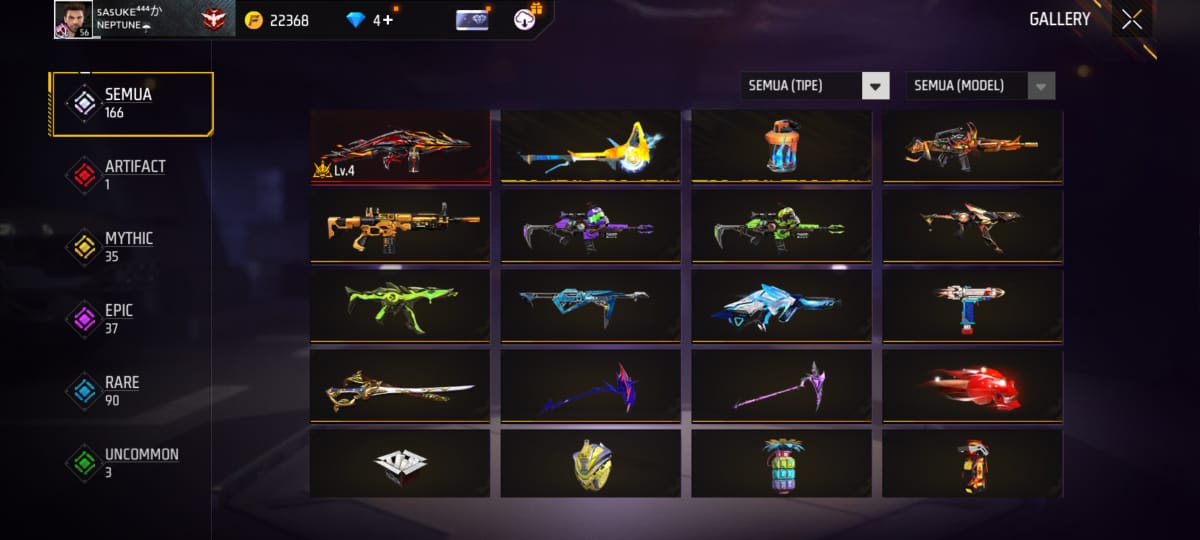 SASUKE⁴⁴⁴か
NEPTUNE☂
56
22368
4+
GALLERY
SEMUA
166
SEMUA (TIPE)
SEMUA (MODEL)
ARTIFACT
1
Lv.4
MYTHIC
35
EPIC
37
RARE
90
UNCOMMON
3